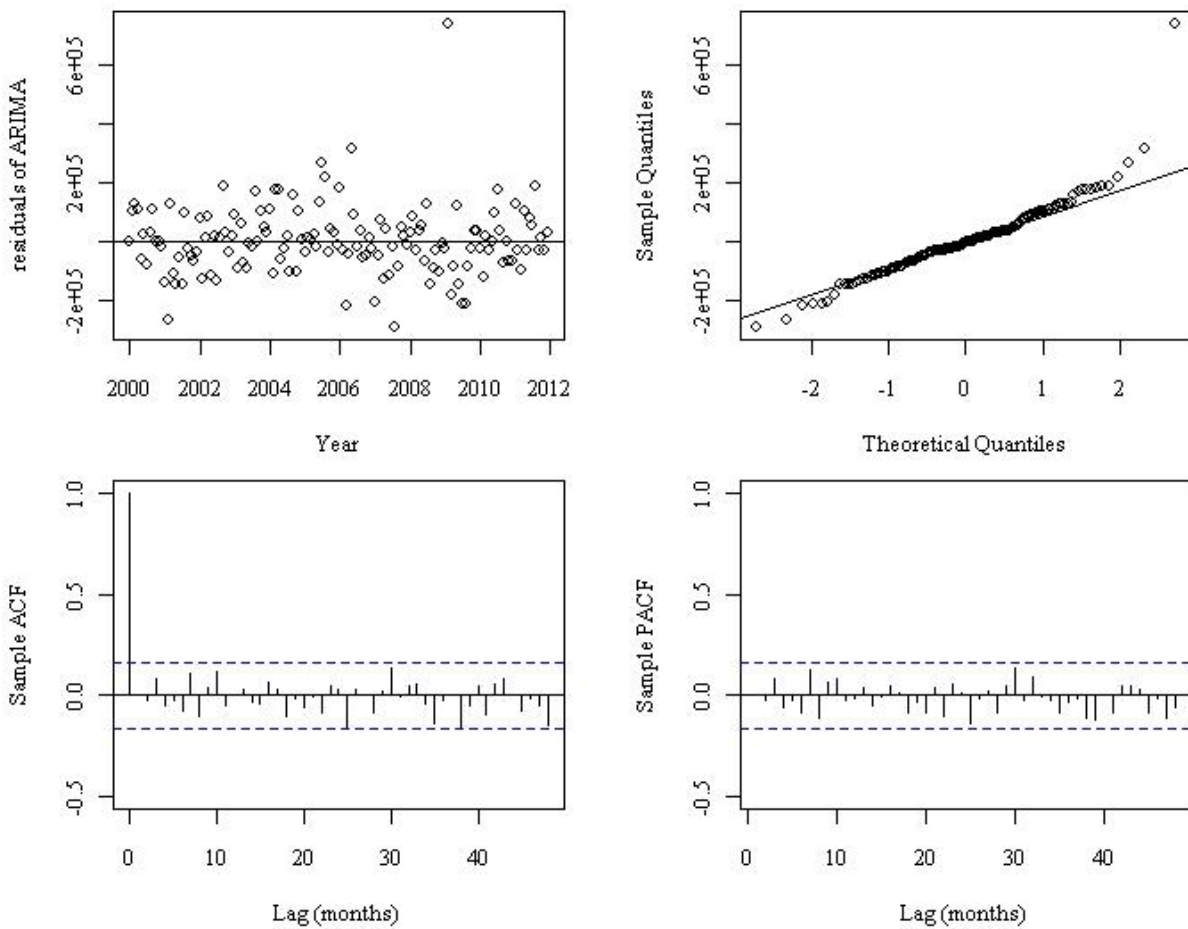 residuals of ARIMA
6e+05
2e+05
-2e+05
2000 2002 2004 2006 2008 2010 2012
Year
Sample Quantiles
6e+05
2e+05
-2e+05
-2 -1 0 1 2
Theoretical Quantiles
Sample ACF
1.0
0.5
0.0
-0.5
0 10 20 30 40
Lag (months)
Sample PACF
1.0
0.5
0.0
-0.5
0 10 20 30 40
Lag (months)